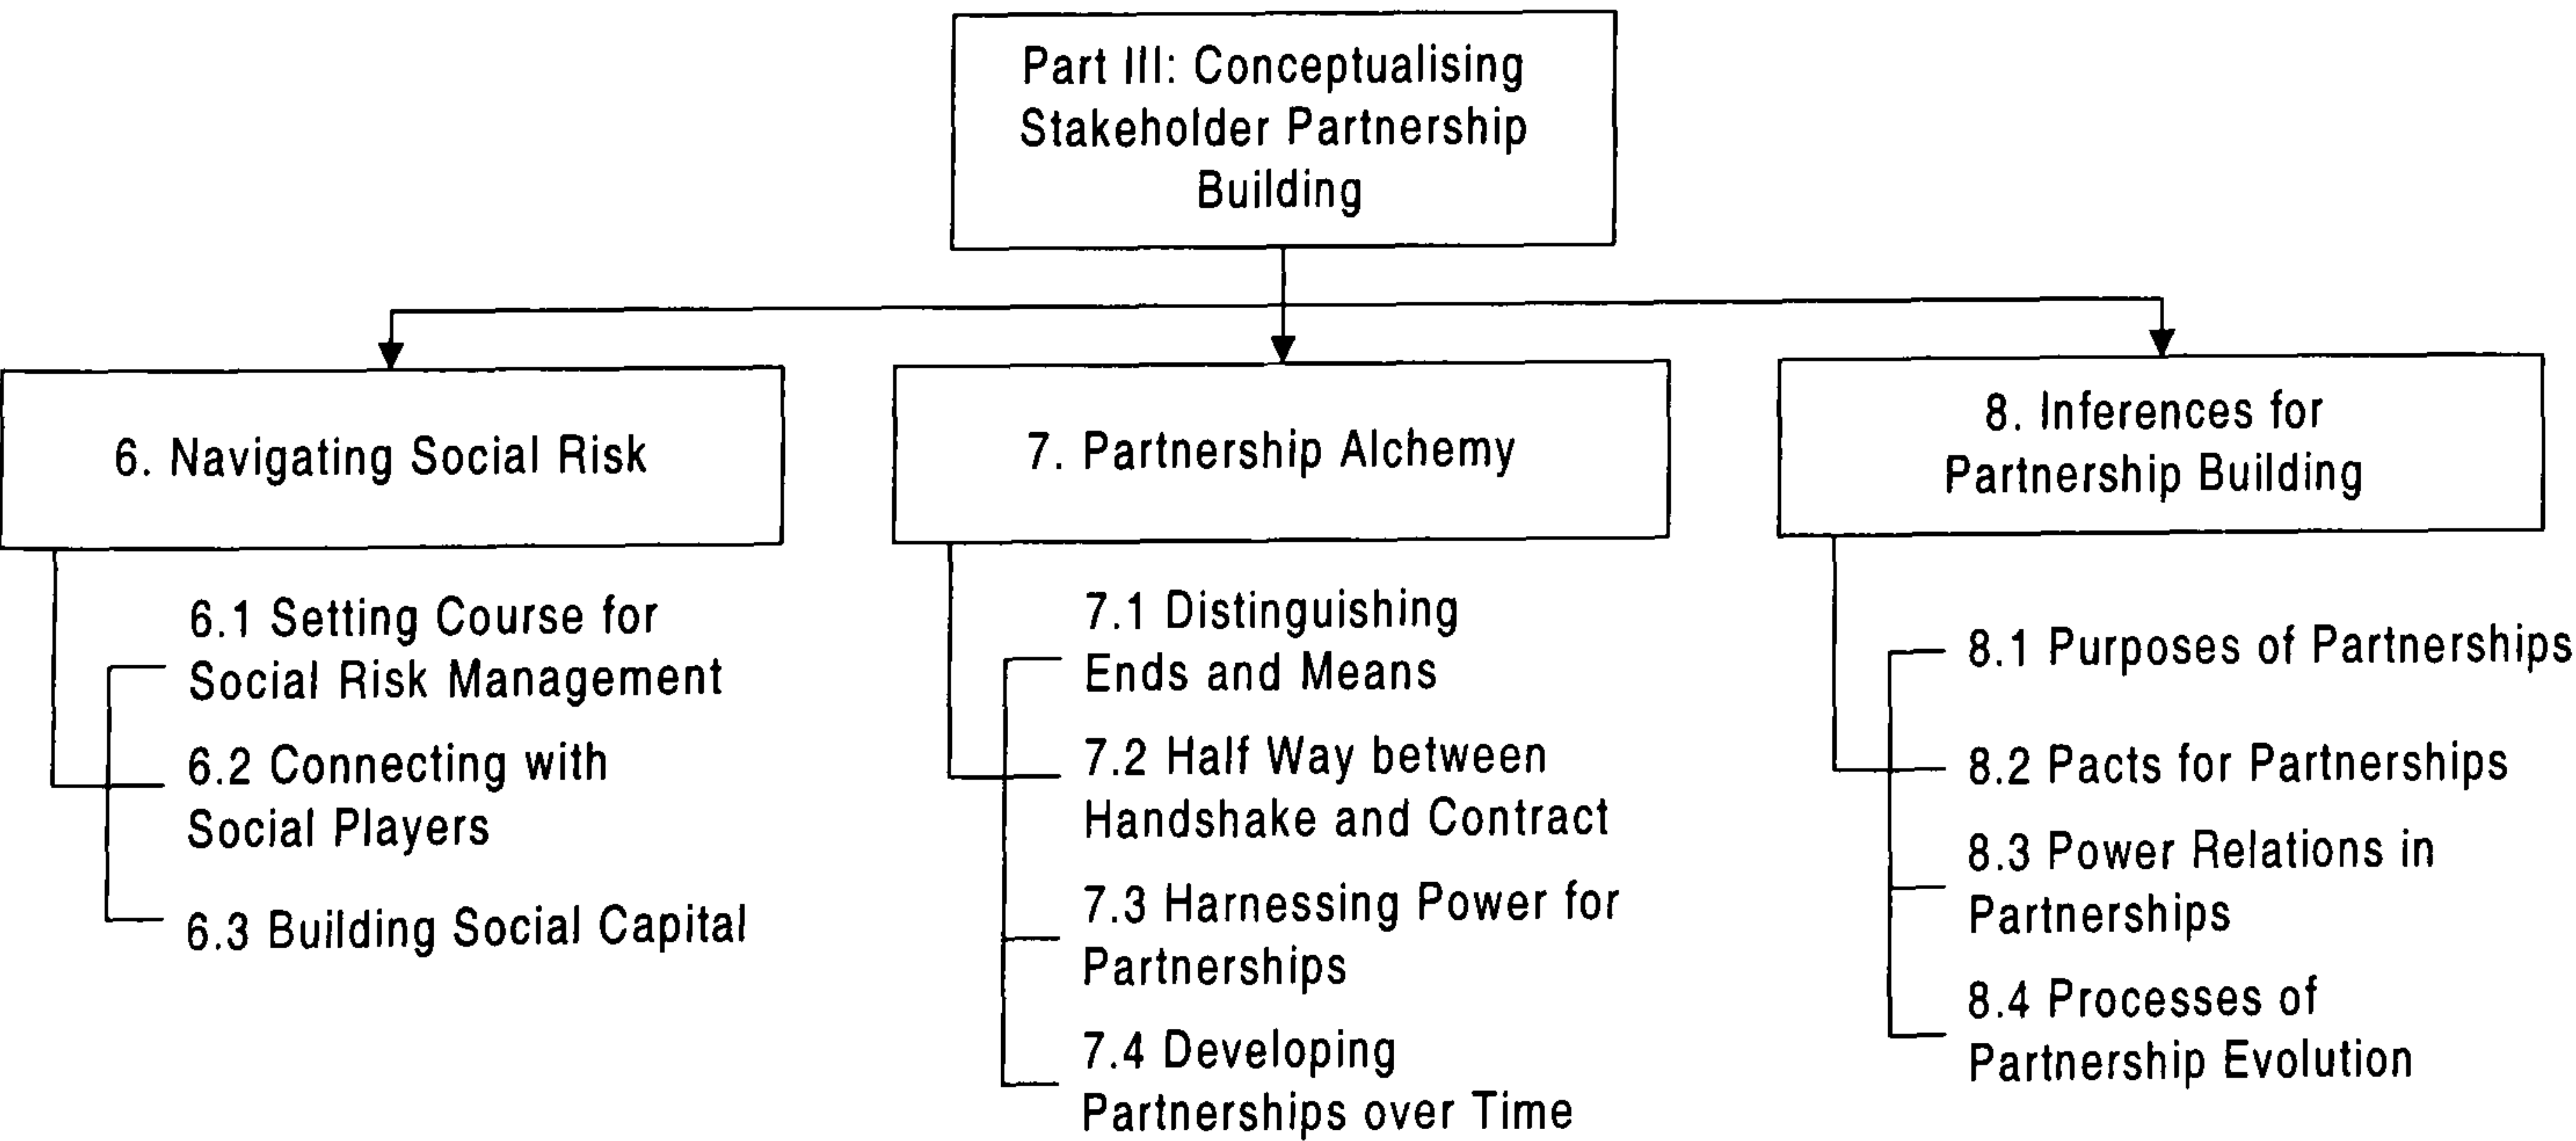 Part III: Conceptualising
Stakeholder Partnership
Building
6. Navigating Social Risk
7. Partnership Alchemy
8. Inferences for
Partnership Building
6.1 Setting Course for
Social Risk Management
6.2 Connecting with
Social Players
6.3 Building Social Capital
7.1 Distinguishing
Ends and Means
7.2 Half Way between
Handshake and Contract
7.3 Harnessing Power for
Partnerships
7.4 Developing
Partnerships over Time
8.1 Purposes of Partnerships
8.2 Pacts for Partnerships
8.3 Power Relations in
Partnerships
8.4 Processes of
Partnership Evolution